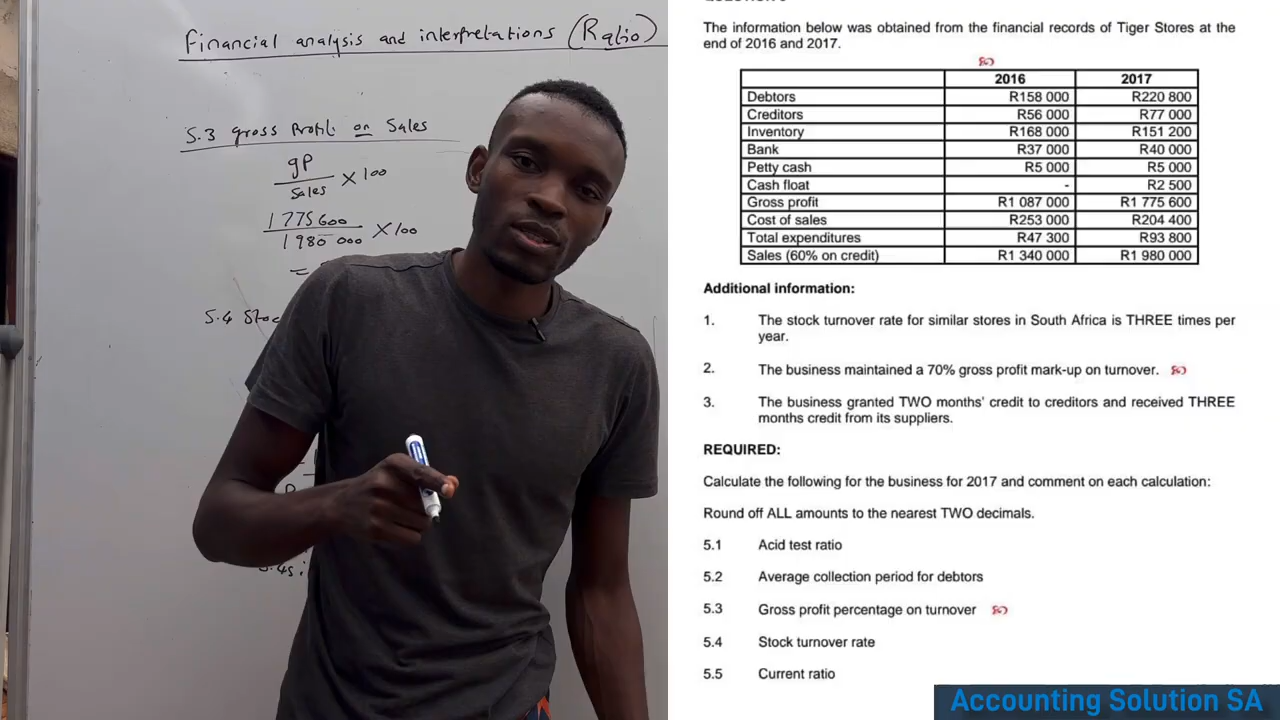 Financial analysis and interpretations (Ratio)
5.3 gross Profit on Sales
gp
sales × 100
1 775 600
1 980 000 × 100
=
5.4 Stoc
The information below was obtained from the financial records of Tiger Stores at the
end of 2016 and 2017.
2016 2017
Debtors R158 000 R220 800
Creditors R56 000 R77 000
Inventory R168 000 R151 200
Bank R37 000 R40 000
Petty cash R5 000 R5 000
Cash float - R2 500
Gross profit R1 087 000 R1 775 600
Cost of sales R253 000 R204 400
Total expenditures R47 300 R93 800
Sales (60% on credit) R1 340 000 R1 980 000
Additional information:
1. The stock turnover rate for similar stores in South Africa is THREE times per
year.
2. The business maintained a 70% gross profit mark-up on turnover.
3. The business granted TWO months' credit to creditors and received THREE
months credit from its suppliers.
REQUIRED:
Calculate the following for the business for 2017 and comment on each calculation:
Round off ALL amounts to the nearest TWO decimals.
5.1 Acid test ratio
5.2 Average collection period for debtors
5.3 Gross profit percentage on turnover
5.4 Stock turnover rate
5.5 Current ratio
Accounting Solution SA